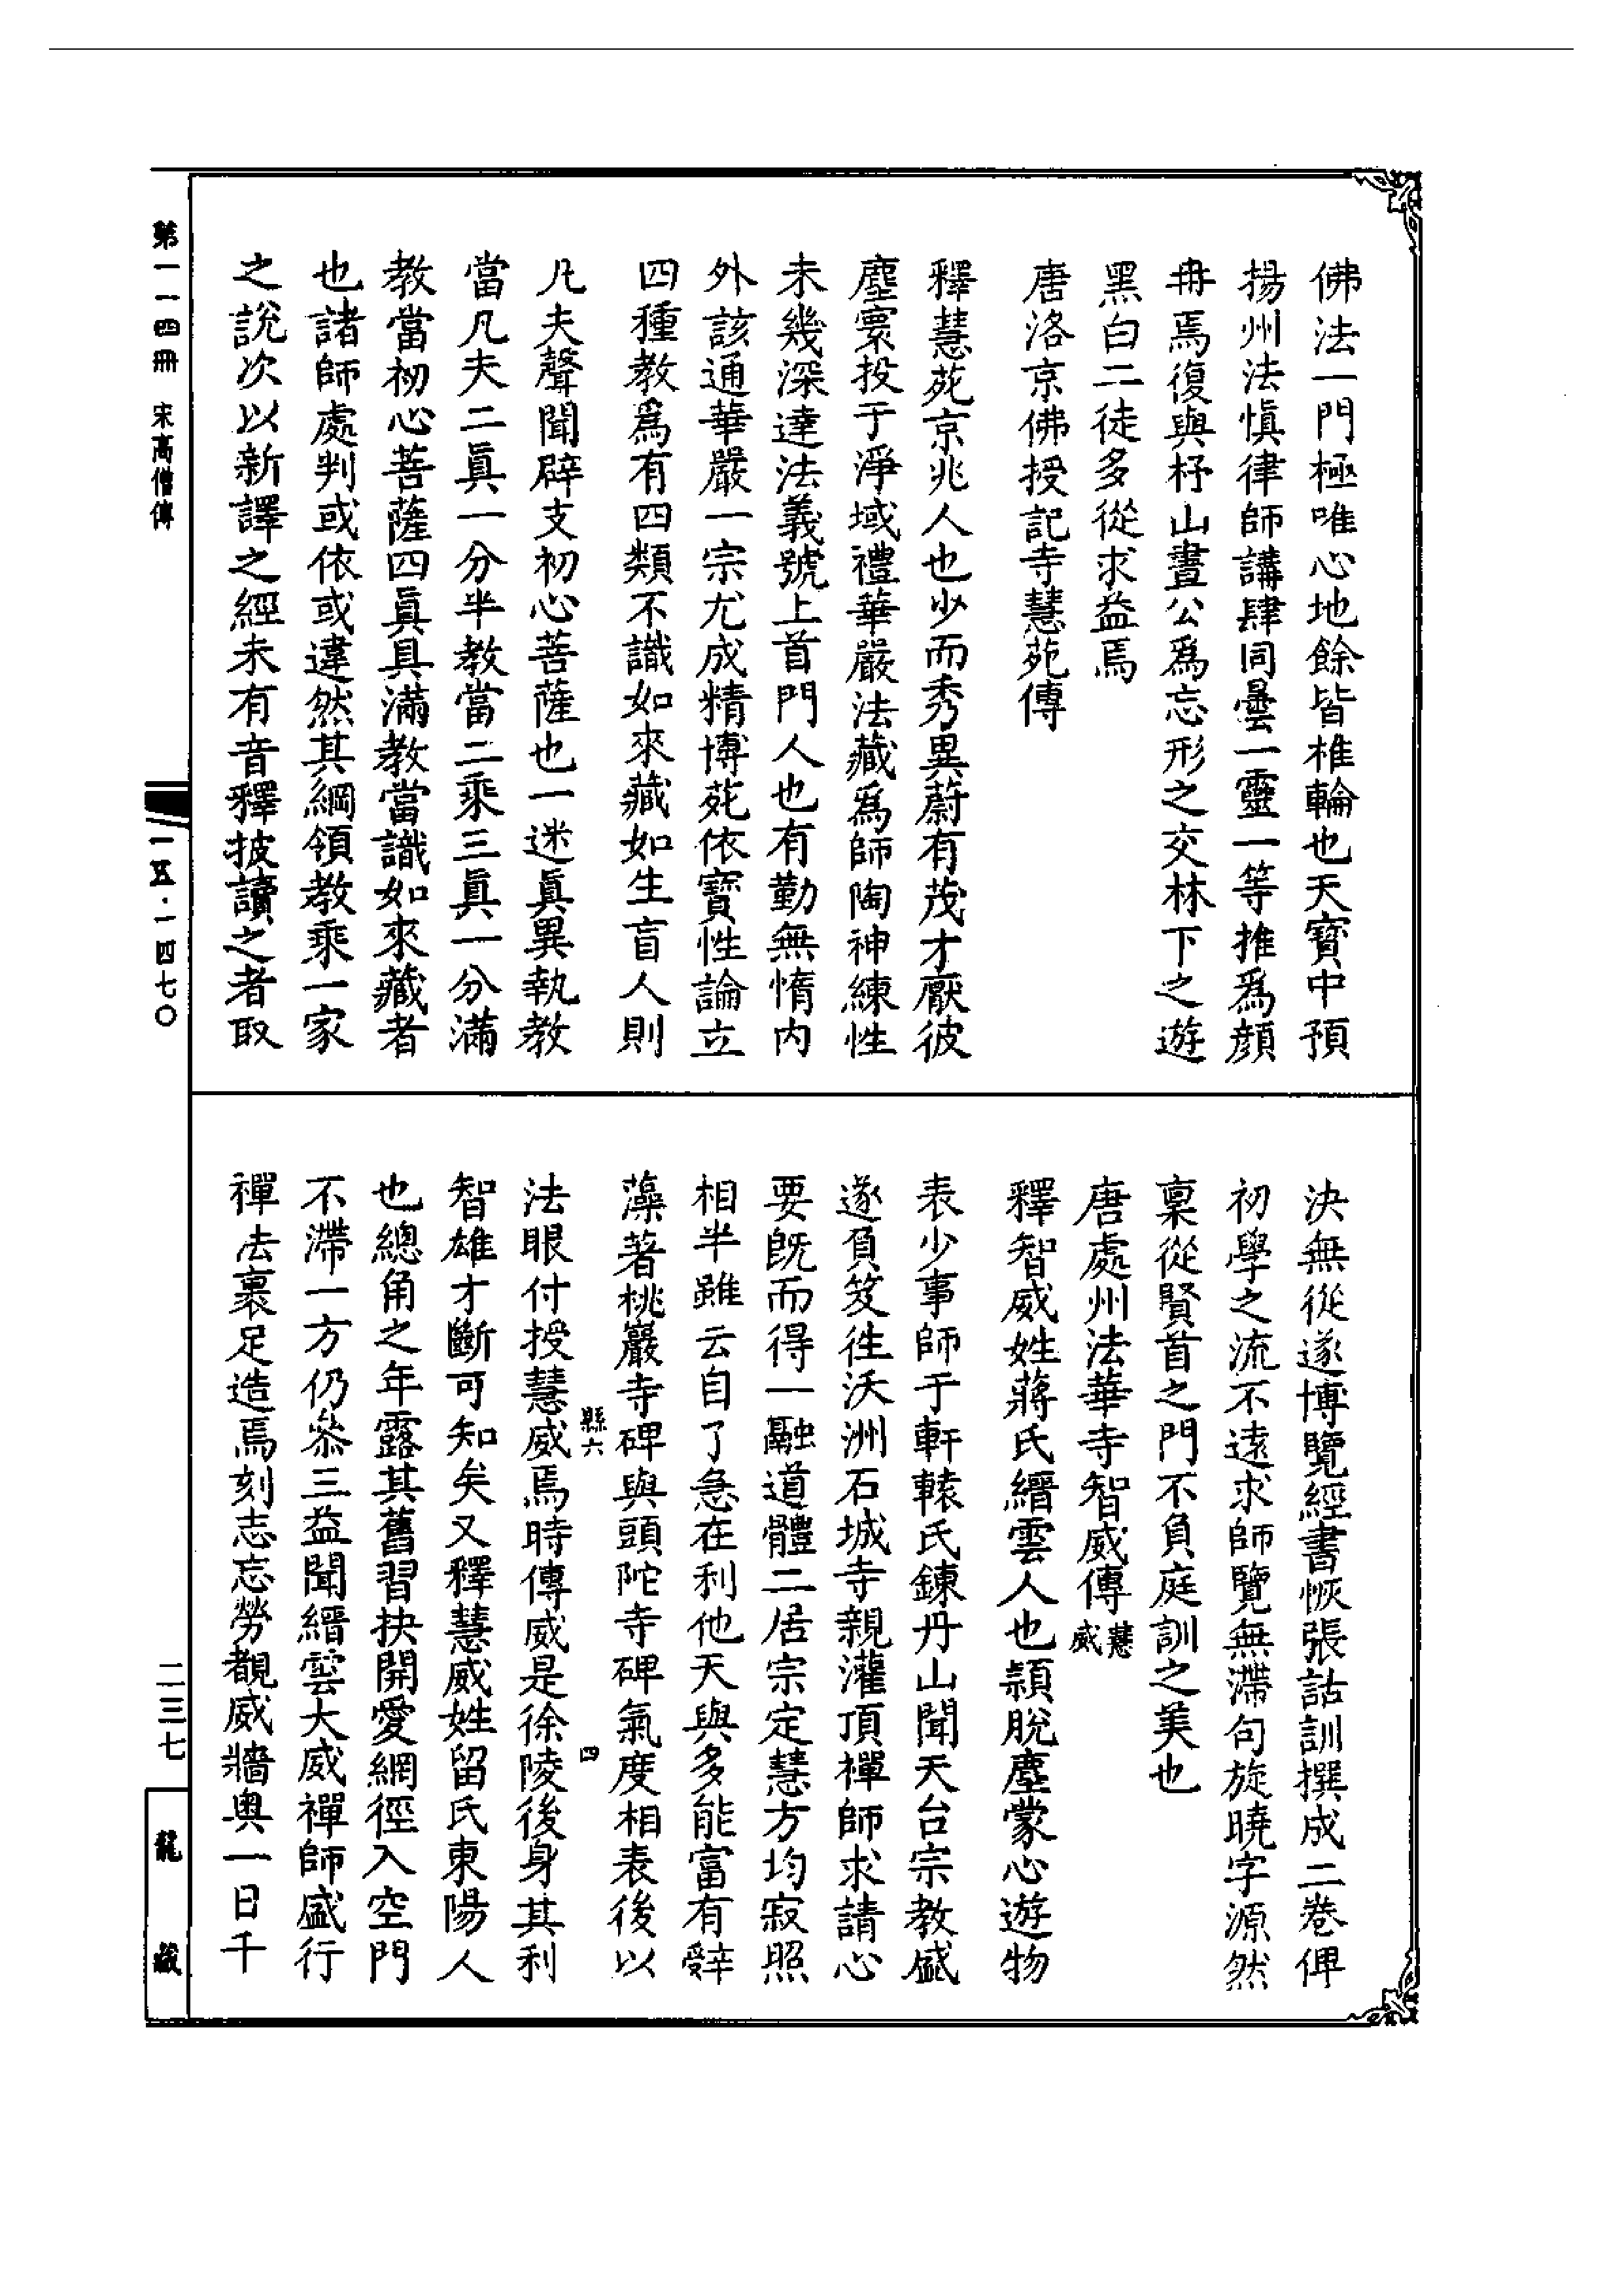 佛法一門極唯心地餘皆椎輪也天寶中預
揚州法慎律師講肆同曇一靈一等推爲顔
冉焉復與杼山晝公爲忘形之交林下之遊
黑白二徒多從求益焉
唐洛京佛授記寺慧苑傳
釋慧苑京兆人也少而秀異蔚有茂才厭彼
塵寰投于淨域禮華嚴法藏爲師陶神練性
未幾深達法義號上首門人也有勤無惰内
外該通華嚴一宗尤成精博苑依寶性論立
四種教爲有四類不識如來藏如生盲人則
凡夫聲聞辟支初心菩薩也一迷眞異執教
當凡夫二眞一分半教當二乘三眞一分滿
教當初心菩薩四眞具滿教當識如來藏者
也諸師處判或依或違然其綱領教乘一家
之説次以新譯之經未有音釋披讀之者取
決無從遂博覽經書恢張詁訓撰成二卷俾
初學之流不遠求師覽無滯句旋曉字源然
稟從賢首之門不負庭訓之美也
唐處州法華寺智威傳慧威
釋智威姓蔣氏縉雲人也頴脫塵蒙心遊物
表少事師于軒轅氏鍊丹山聞天台宗教盛
遂負笈徃沃洲石城寺親灌頂禪師求請心
要既而得一融道體二居宗定慧方均寂照
相半雖云自了急在利他天與多能富有辭
藻著桃巖寺碑與頭陀寺碑氣度相表後以
縣六
四
法眼付授慧威焉時傳威是徐陵後身其利
智雄才斷可知矣又釋慧威姓留氏東陽人
也總角之年露其舊習抉開愛網徑入空門
不滯一方仍叅三益聞縉雲大威禪師盛行
禪法裹足造焉刻志忘勞覩威牆奥一日千
第一一四冊 宋高僧傳
一五·一四七〇
二三七
龍藏